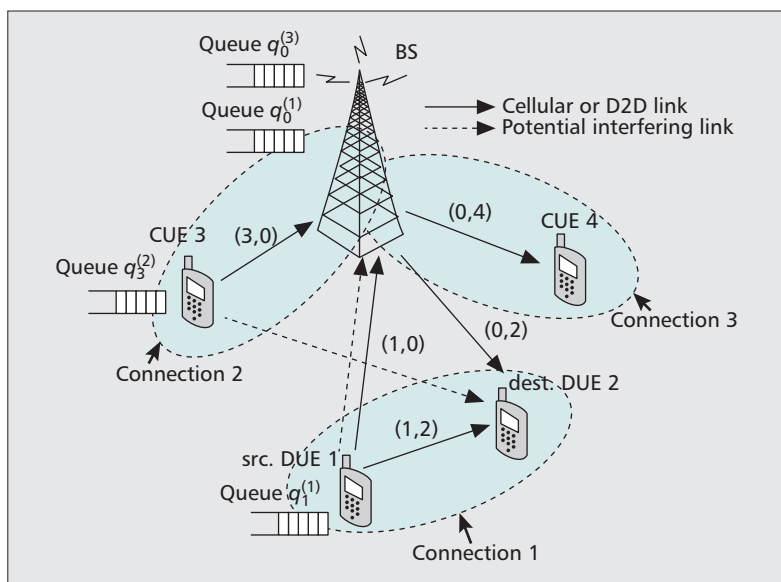 Queue q₀⁽³⁾
BS
Queue q₀⁽¹⁾
Cellular or D2D link
Potential interfering link
CUE 3
(3,0)
(0,4)
CUE 4
Queue q₃⁽²⁾
Connection 3
(1,0)
(0,2)
Connection 2
dest. DUE 2
(1,2)
src. DUE 1
Queue q₁⁽¹⁾
Connection 1